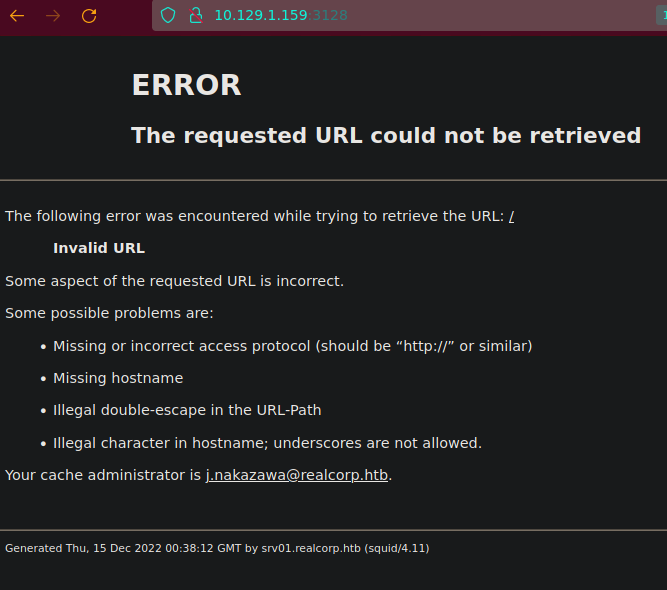 10.129.1.159:3128
ERROR
The requested URL could not be retrieved
The following error was encountered while trying to retrieve the URL: /
Invalid URL
Some aspect of the requested URL is incorrect.
Some possible problems are:
• Missing or incorrect access protocol (should be “http://” or similar)
• Missing hostname
• Illegal double-escape in the URL-Path
• Illegal character in hostname; underscores are not allowed.
Your cache administrator is j.nakazawa@realcorp.htb.
Generated Thu, 15 Dec 2022 00:38:12 GMT by srv01.realcorp.htb (squid/4.11)